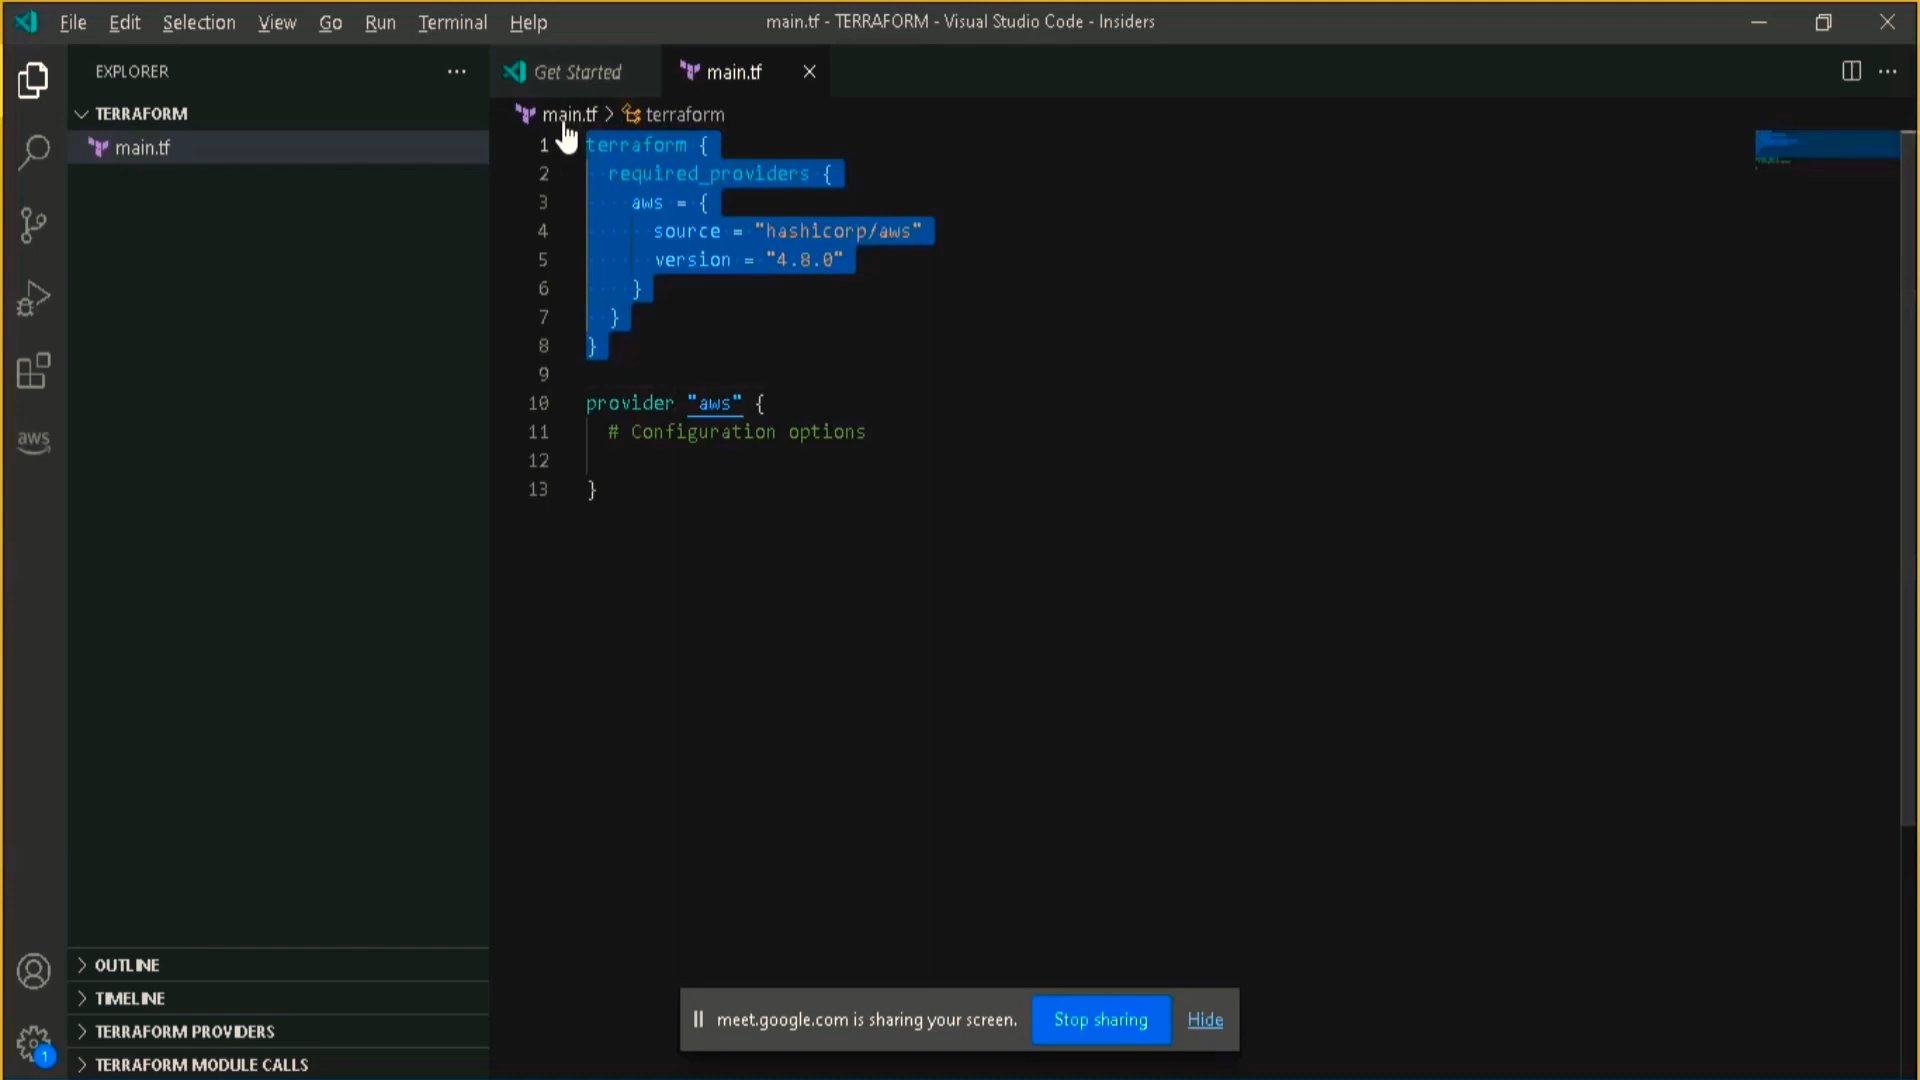 File Edit Selection View Go Run Terminal Help
main.tf - TERRAFORM - Visual Studio Code - Insiders
EXPLORER
TERRAFORM
main.tf
aws
OUTLINE
TIMELINE
TERRAFORM PROVIDERS
TERRAFORM MODULE CALLS
1
Get Started
main.tf
main.tf > terraform
1 terraform {
2 required_providers {
3 aws = {
4 source = "hashicorp/aws"
5 version = "4.8.0"
6 }
7 }
8 }
9
10 provider "aws" {
11 # Configuration options
12
13 }
meet.google.com is sharing your screen. Stop sharing Hide